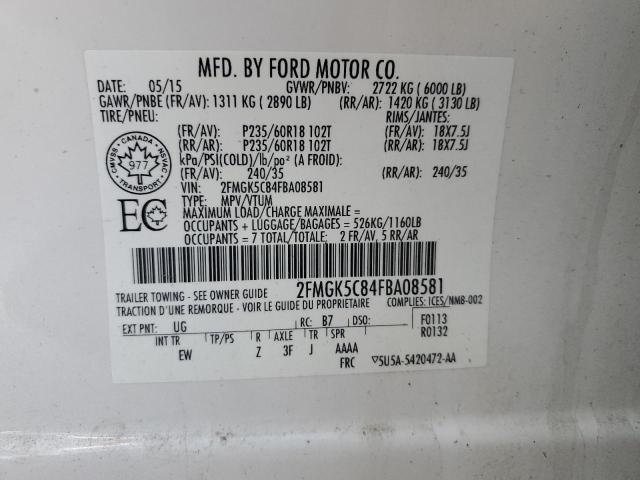 MFD. BY FORD MOTOR CO.
DATE: 05/15 GVWR/PNBV: 2722 KG ( 6000 LB)
GAWR/PNBE (FR/AV): 1311 KG ( 2890 LB) (RR/AR): 1420 KG ( 3130 LB)
TIRE/PNEU: RIMS/JANTES:
(FR/AV): P235/60R18 102T (FR/AV): 18X7.5J
(RR/AR): P235/60R18 102T (RR/AR): 18X7.5J
kPa/PSI(COLD)/lb/po² (A FROID):
(FR/AV): 240/35 (RR/AR): 240/35
VIN: 2FMGK5C84FBA08581
TYPE: MPV/VTUM
MAXIMUM LOAD/CHARGE MAXIMALE =
OCCUPANTS + LUGGAGE/BAGAGES = 526KG/1160LB
OCCUPANTS = 7 TOTAL/TOTALE: 2 FR/AV, 5 RR/AR
CANADA
CMVSS NSVAC
977
TRANSPORT
EC
2FMGK5C84FBA08581
TRAILER TOWING - SEE OWNER GUIDE
TRACTION D'UNE REMORQUE - VOIR LE GUIDE DU PROPRIETAIRE COMPLIES: ICES/NMB-002
EXT PNT: UG RC: B7 DSO: F0113
INT TR TP/PS R AXLE TR SPR R0132
EW Z 3F J AAAA
FRC ▽5U5A-5420472-AA